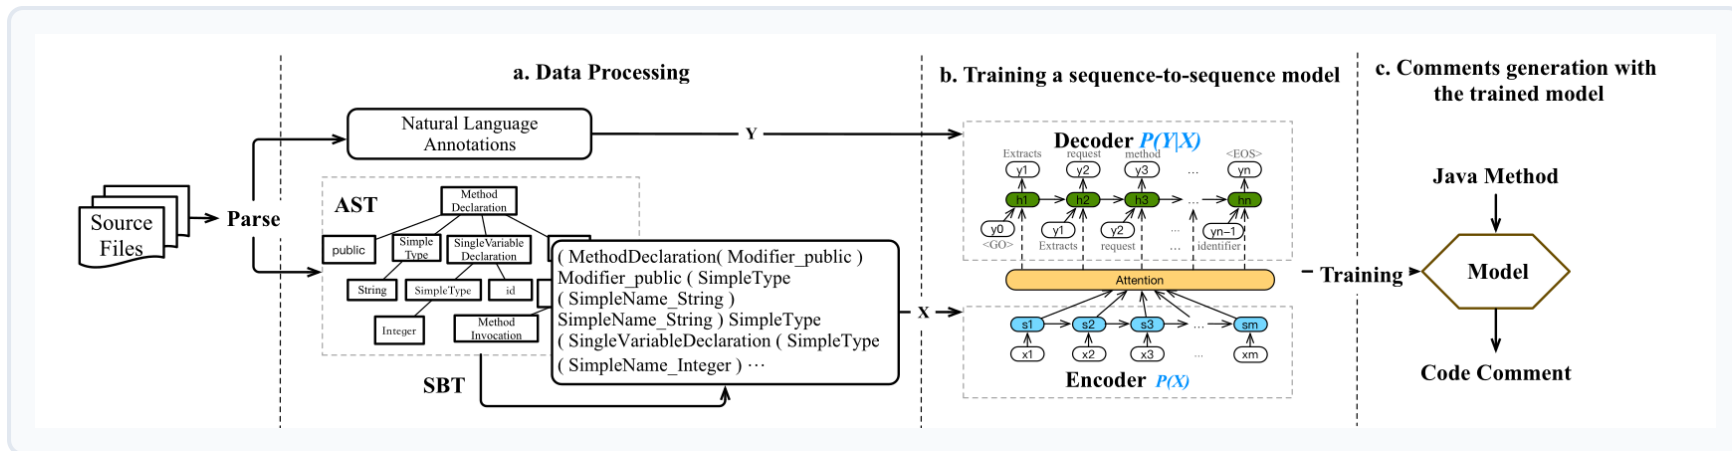 a. Data Processing
b. Training a sequence-to-sequence model
c. Comments generation with
the trained model
Source
Files
Parse
Natural Language
Annotations
Y
AST
Method
Declaration
public
Simple
Type
SingleVariable
Declaration
String
SimpleType
id
Integer
Method
Invocation
SBT
( MethodDeclaration( Modifier_public )
Modifier_public ( SimpleType
( SimpleName_String )
SimpleName_String ) SimpleType
( SingleVariableDeclaration ( SimpleType
( SimpleName_Integer ) ···
X
Decoder P(Y|X)
Extracts request method <EOS>
y1 y2 y3 ... yn
h1 h2 h3 ... hn
y0 y1 y2 ... yn-1
<GO> Extracts request ... identifier
Attention
s1 s2 s3 ... sm
x1 x2 x3 ... xm
Encoder P(X)
Training
Java Method
Model
Code Comment